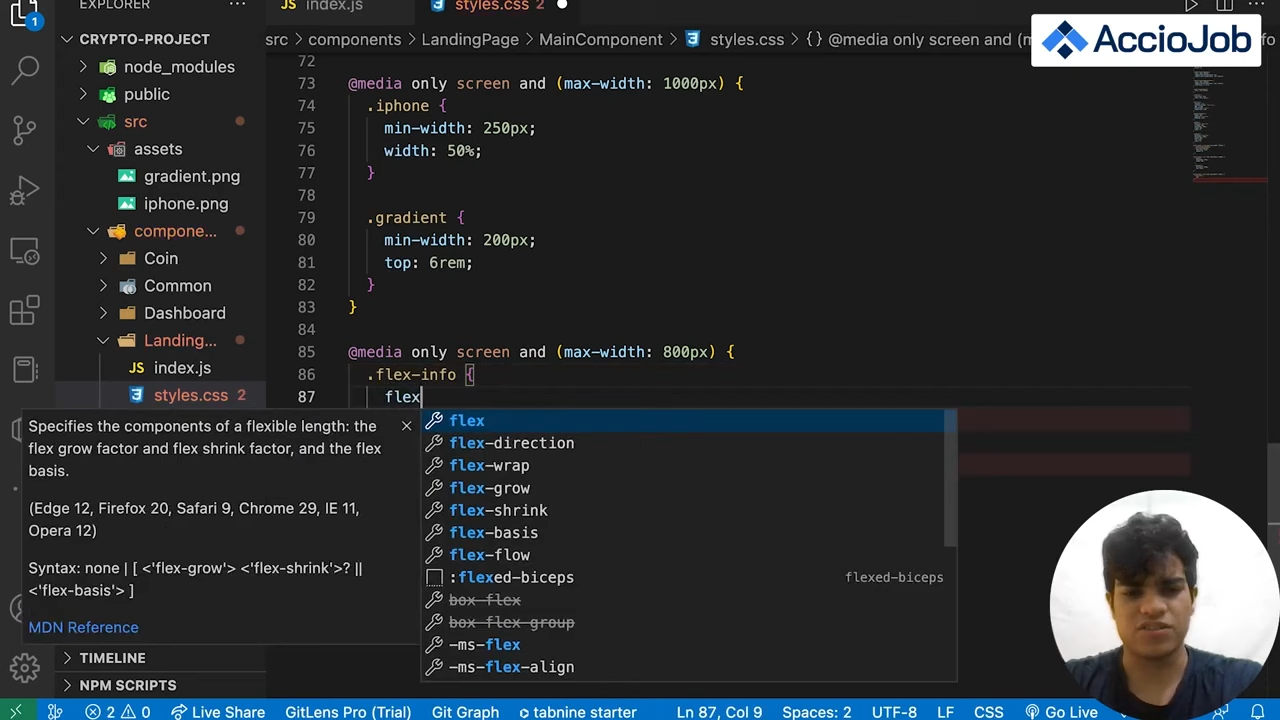 EXPLORER
···
JS index.js
styles.css 2
1
AccioJob
CRYPTO-PROJECT
src > components > LandingPage > MainComponent > styles.css > {} @media only screen and (m
fo
node_modules
public
src
assets
gradient.png
iphone.png
compone...
Coin
Common
Dashboard
Landing...
JS index.js
styles.css 2
72
73 @media only screen and (max-width: 1000px) {
74 .iphone {
75 min-width: 250px;
76 width: 50%;
77 }
78
79 .gradient {
80 min-width: 200px;
81 top: 6rem;
82 }
83 }
84
85 @media only screen and (max-width: 800px) {
86 .flex-info {
87 flex
Specifies the components of a flexible length: the
flex grow factor and flex shrink factor, and the flex
basis.
(Edge 12, Firefox 20, Safari 9, Chrome 29, IE 11,
Opera 12)
Syntax: none | [ <'flex-grow'> <'flex-shrink'>? ||
<'flex-basis'> ]
MDN Reference
flex
flex-direction
flex-wrap
flex-grow
flex-shrink
flex-basis
flex-flow
:flexed-biceps flexed-biceps
box-flex
box-flex-group
-ms-flex
-ms-flex-align
TIMELINE
NPM SCRIPTS
2 0 Live Share GitLens Pro (Trial) Git Graph tabnine starter Ln 87, Col 9 Spaces: 2 UTF-8 LF CSS Go Live